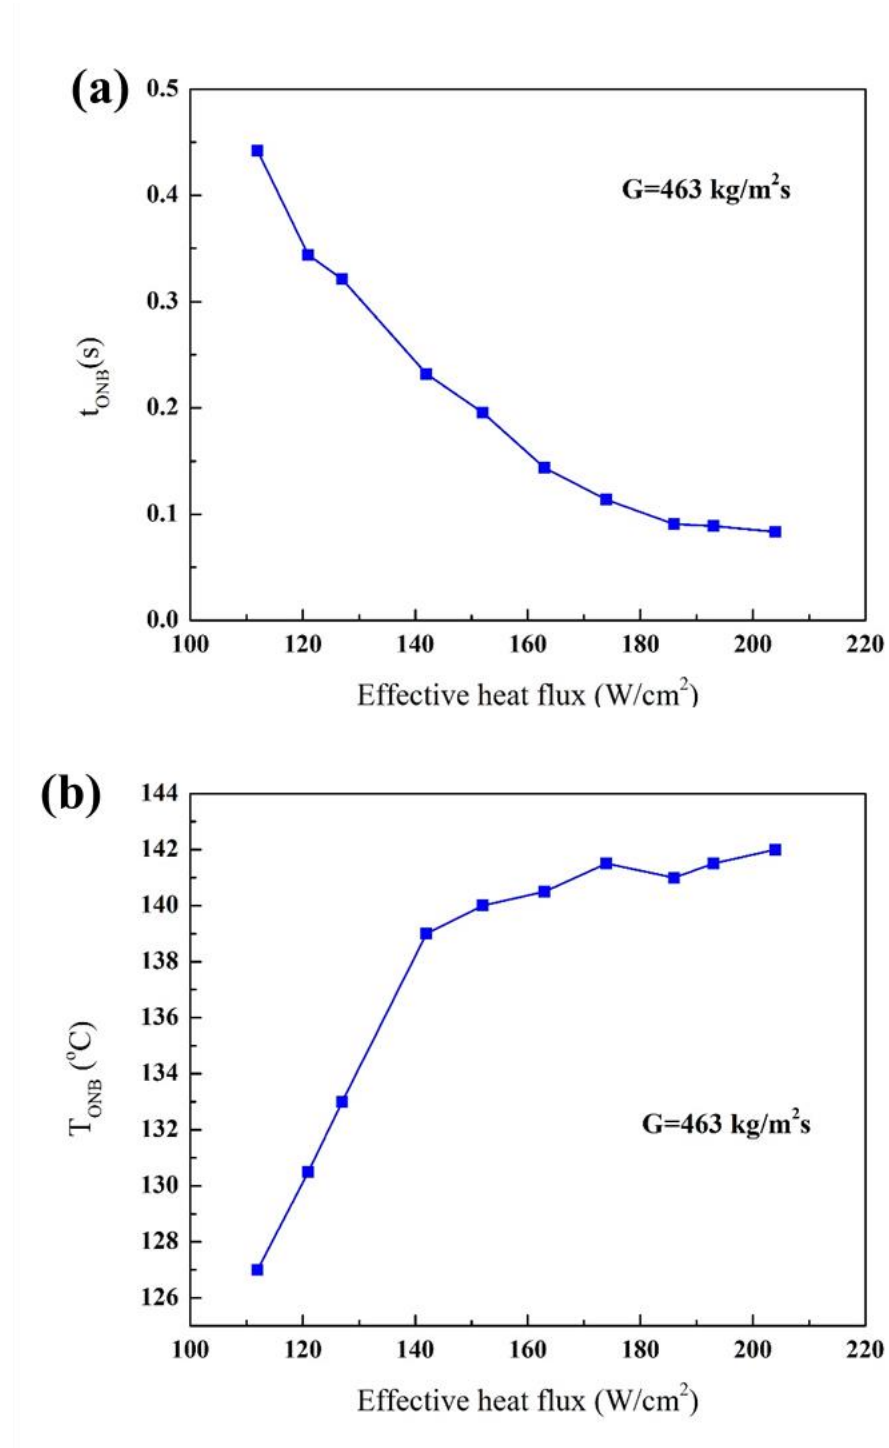 (a)
0.5
0.4
0.3
0.2
0.1
0.0
t_ONB(s)
G=463 kg/m²s
100 120 140 160 180 200 220
Effective heat flux (W/cm²)
(b)
144
142
140
138
136
134
132
130
128
126
T_ONB (°C)
G=463 kg/m²s
100 120 140 160 180 200 220
Effective heat flux (W/cm²)